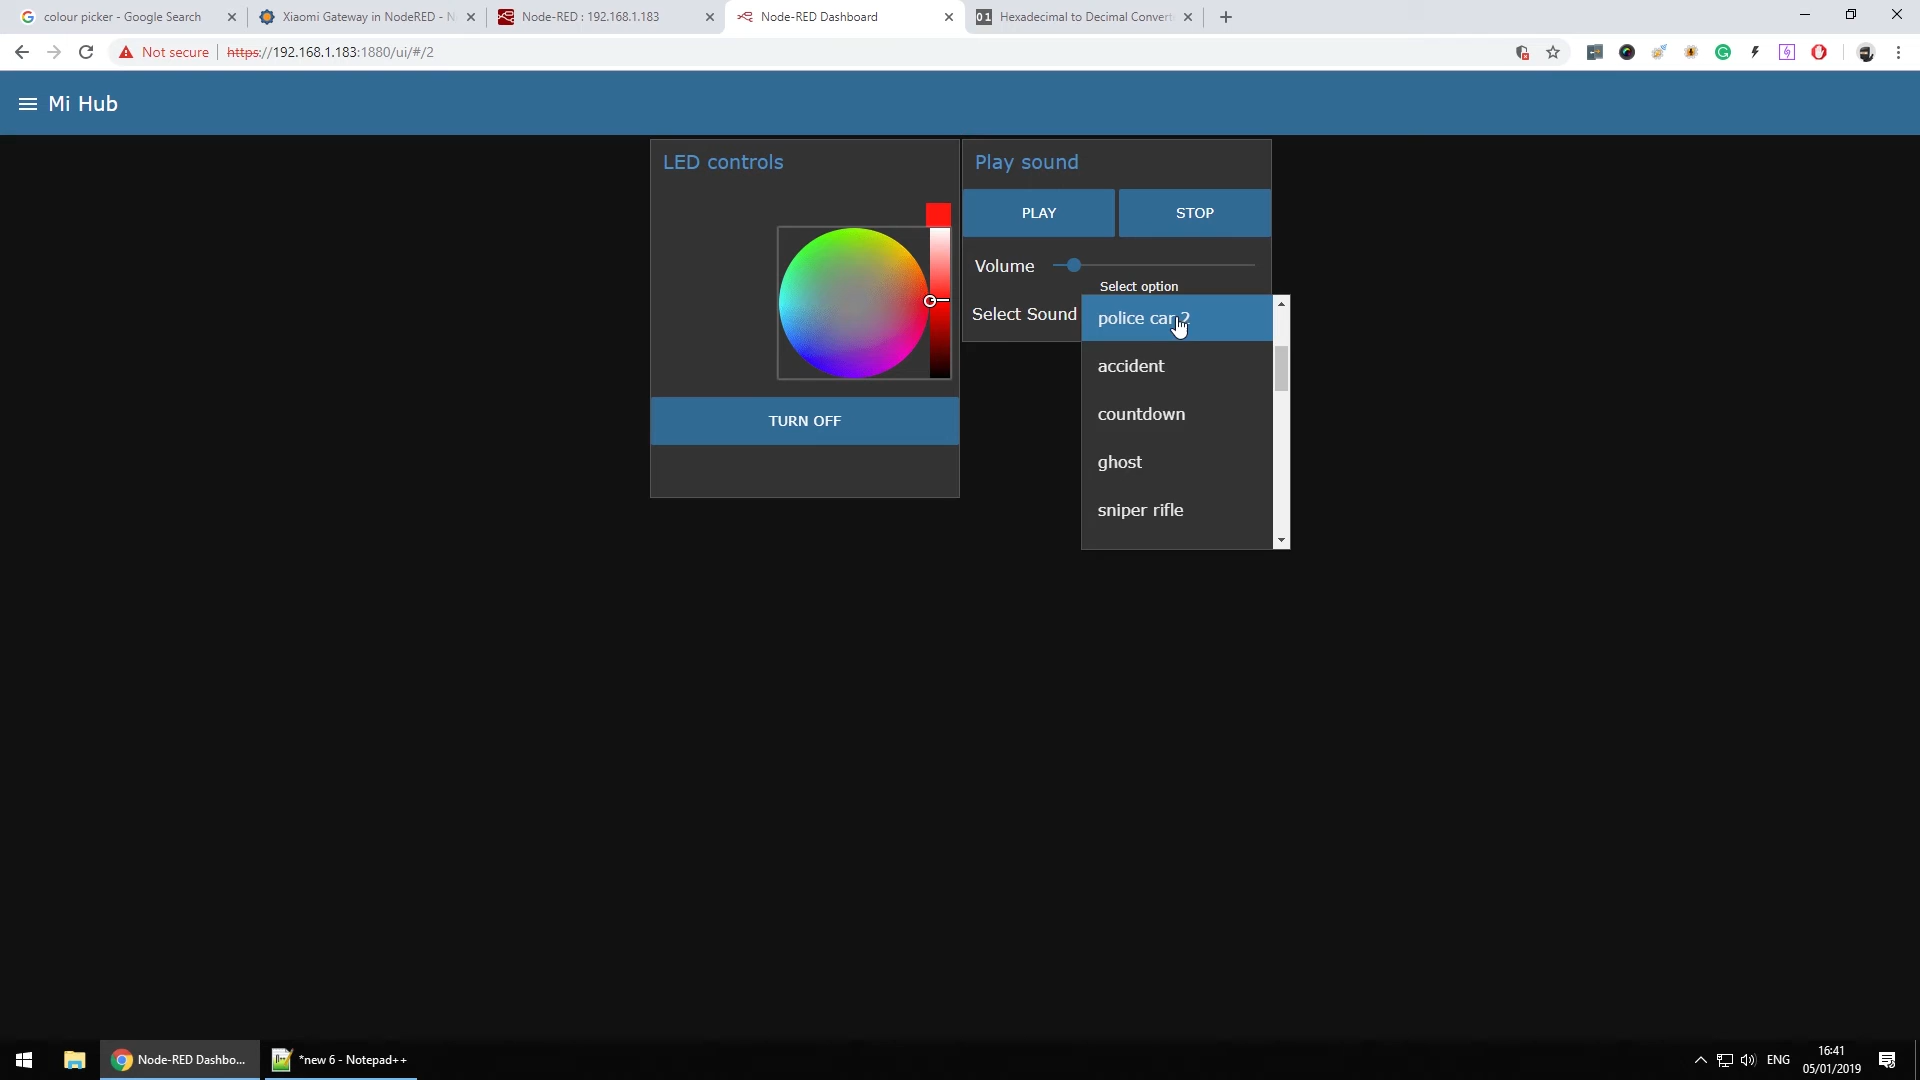 colour picker - Google Search
Xiaomi Gateway in NodeRED - N
Node-RED : 192.168.1.183
Node-RED Dashboard
01 Hexadecimal to Decimal Convert
Not secure
https://192.168.1.183:1880/ui/#/2
Mi Hub
LED controls
Play sound
PLAY
STOP
Volume
Select option
Select Sound
police car 2
accident
countdown
ghost
sniper rifle
TURN OFF
Node-RED Dashbo...
*new 6 - Notepad++
ENG
16:41
05/01/2019